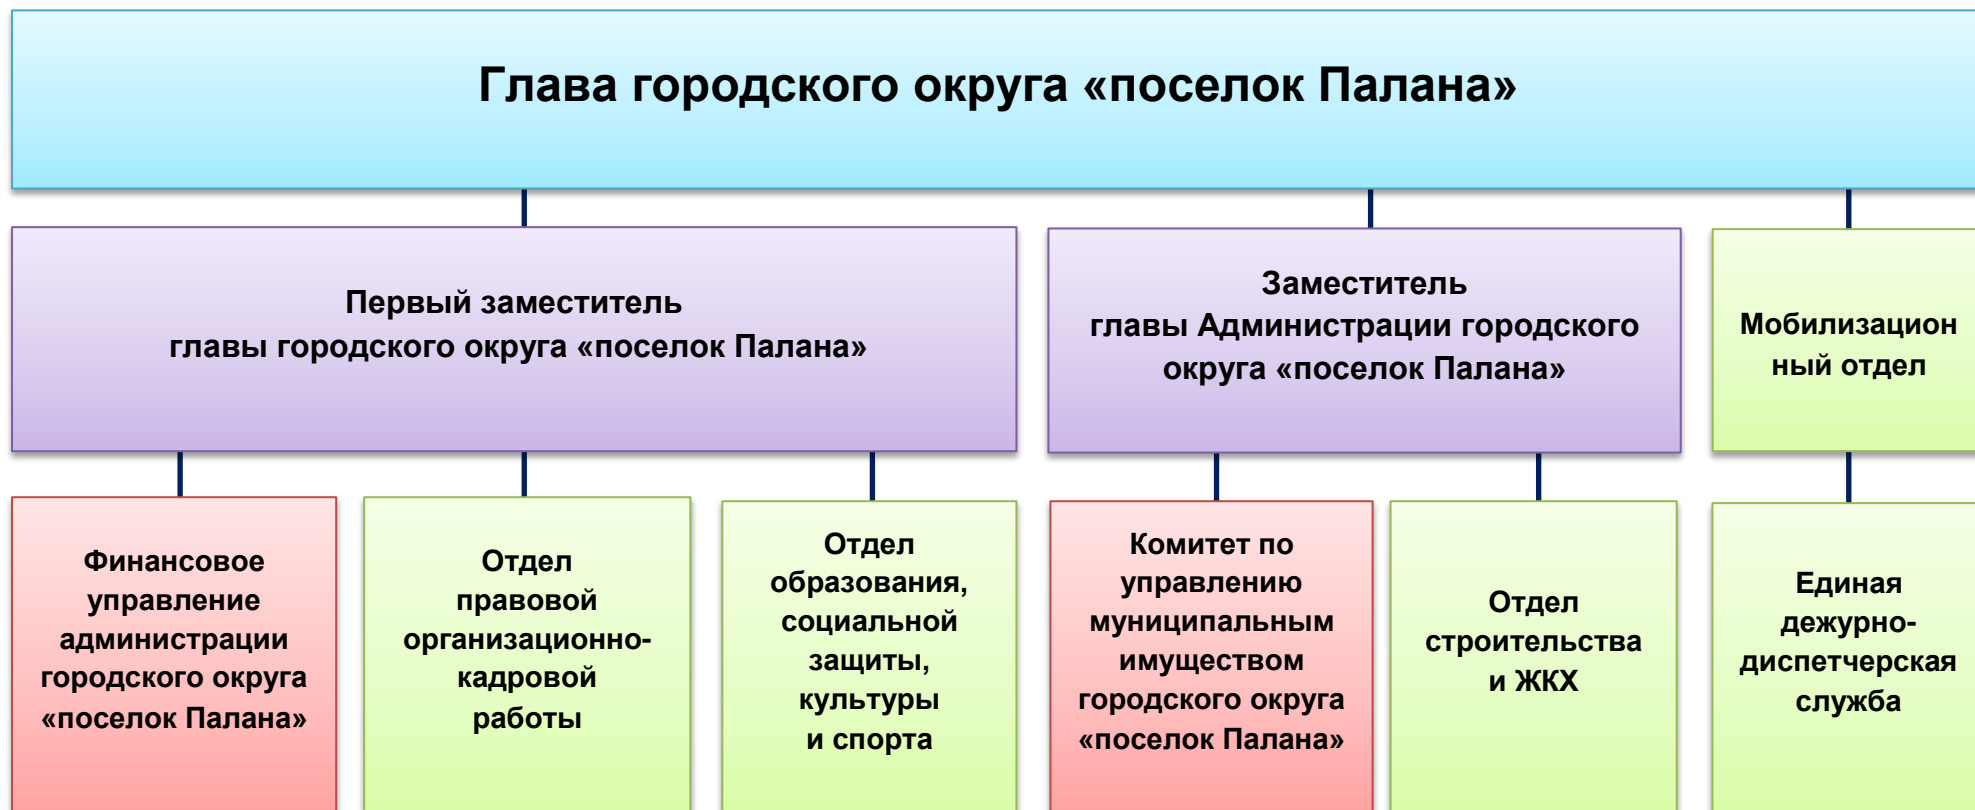 Глава городского округа «поселок Палана»
Первый заместитель
главы городского округа «поселок Палана»
Заместитель
главы Администрации городского
округа «поселок Палана»
Мобилизацион
ный отдел
Финансовое
управление
администрации
городского округа
«поселок Палана»
Отдел
правовой
организационно-
кадровой
работы
Отдел
образования,
социальной
защиты,
культуры
и спорта
Комитет по
управлению
муниципальным
имуществом
городского округа
«поселок Палана»
Отдел
строительства
и ЖКХ
Единая
дежурно-
диспетчерская
служба